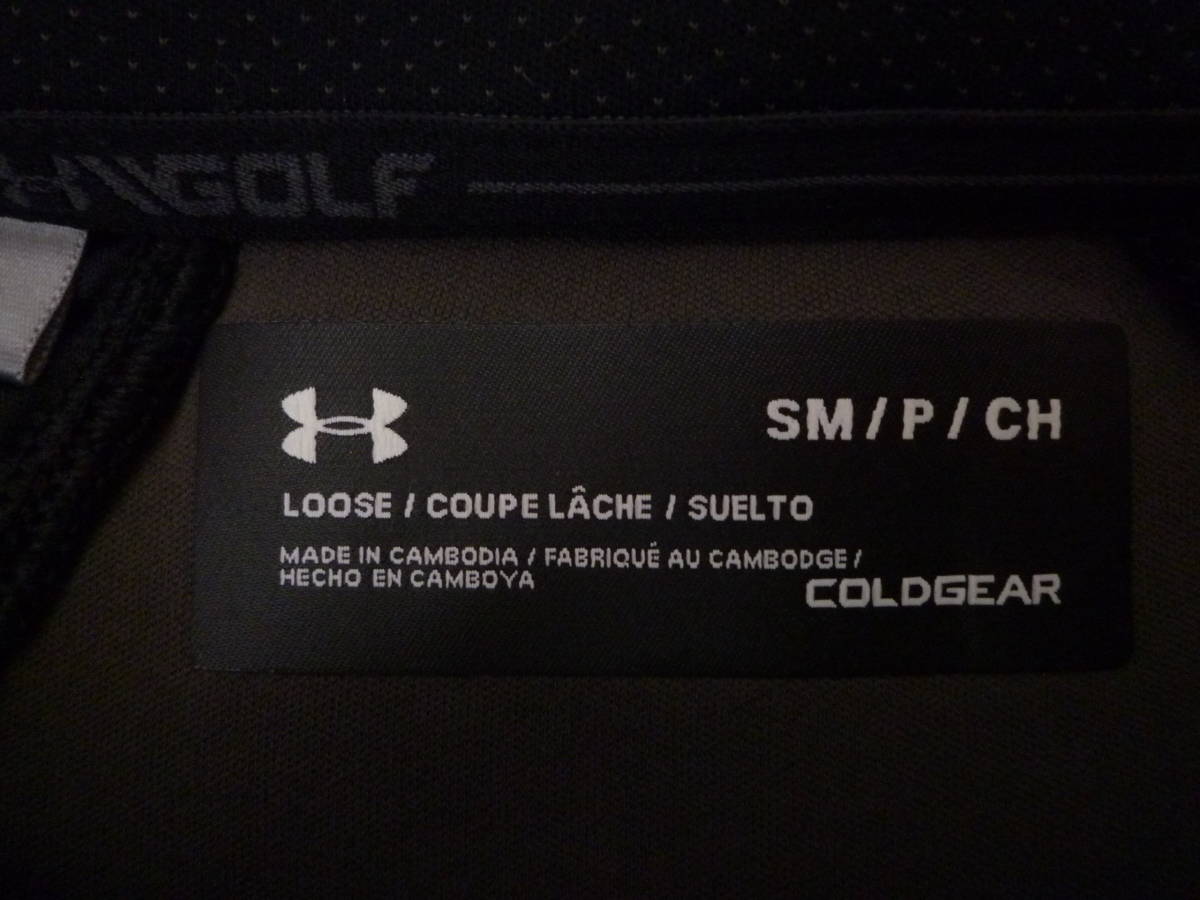 GOLF
SM/P/CH
LOOSE / COUPE LÂCHE / SUELTO
MADE IN CAMBODIA / FABRIQUÉ AU CAMBODGE /
HECHO EN CAMBOYA
COLDGEAR